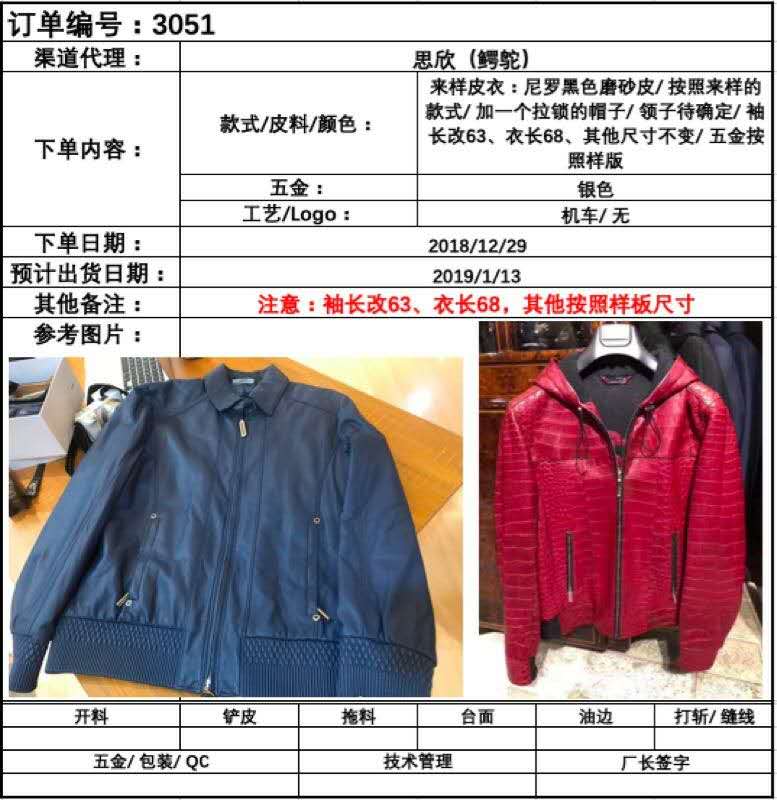 订单编号：3051
渠道代理： 思欣（鳄鸵）
下单内容：
款式/皮料/颜色：
来样皮衣：尼罗黑色磨砂皮/ 按照来样的
款式/ 加一个拉锁的帽子/ 领子待确定/ 袖
长改63、衣长68、其他尺寸不变/ 五金按
照样版
五金： 银色
工艺/Logo： 机车/ 无
下单日期： 2018/12/29
预计出货日期： 2019/1/13
其他备注： 注意：袖长改63、衣长68，其他按照样板尺寸
参考图片：
开料 铲皮 拖料 台面 油边 打斩/ 缝线
五金/ 包装/ QC 技术管理 厂长签字